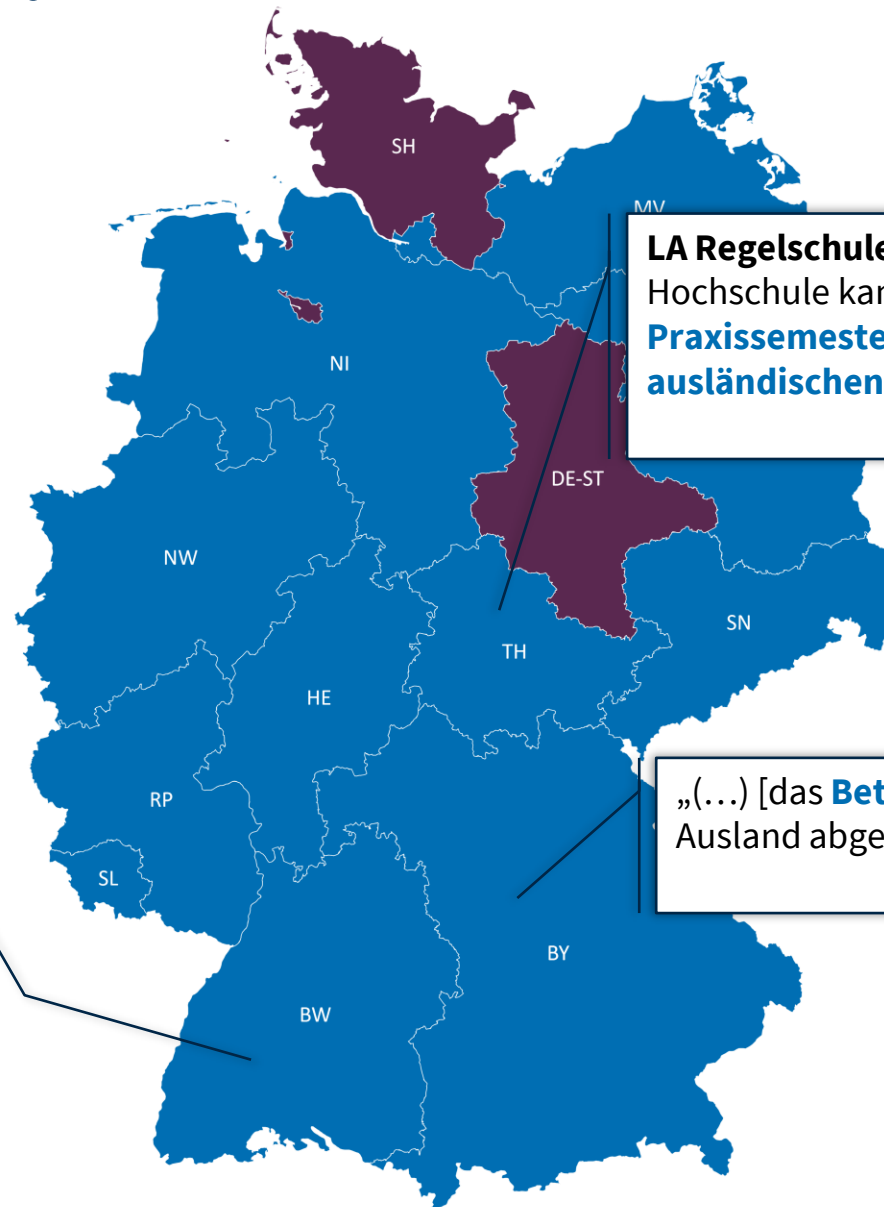 SH
MV
LA Regelschule
Hochschule kan
Praxissemeste
ausländischen
NI
DE-ST
NW
SN
TH
HE
„(…) [das Bet
Ausland abge
RP
SL
BY
BW